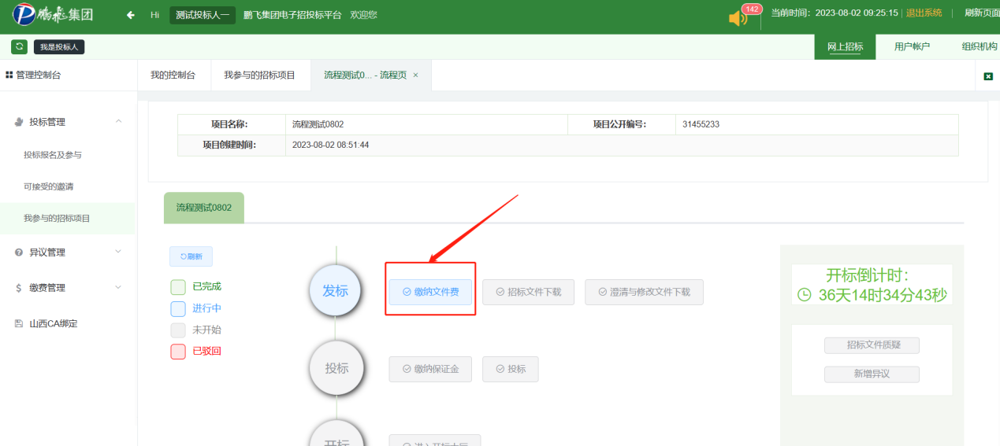 鹏飞集团
Hi 测试投标人一 鹏飞集团电子招投标平台 欢迎您
142
当前时间：2023-08-02 09:25:15 退出系统 | 刷新页面
我是投标人
网上招标 用户帐户 组织机构
管理控制台
我的控制台 我参与的招标项目 流程测试0... - 流程页 ×
投标管理
投标报名及参与
可接受的邀请
我参与的招标项目
异议管理
缴费管理
山西CA绑定
项目名称： 流程测试0802 项目公开编号： 31455233
项目创建时间： 2023-08-02 08:51:44
流程测试0802
刷新
已完成
进行中
未开始
已驳回
发标 缴纳文件费 招标文件下载 澄清与修改文件下载
投标 缴纳保证金 投标
开标 进入开标大厅
开标倒计时：
36天14时34分43秒
招标文件质疑
新增异议